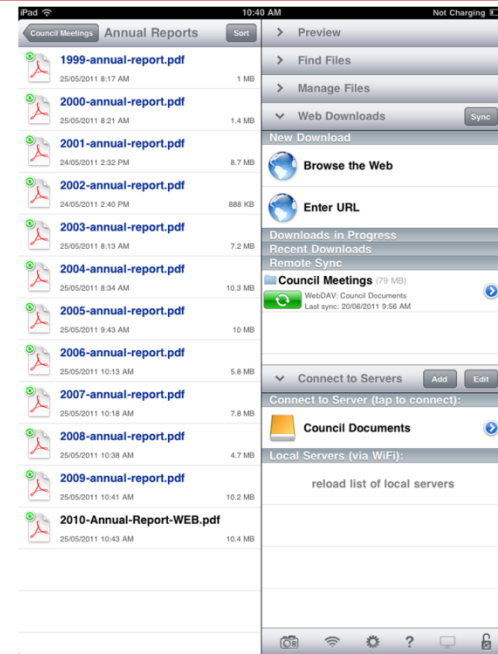 iPad
10:40 AM
Not Charging
Council Meetings
Annual Reports
Sort
1999-annual-report.pdf
25/05/2011 8:17 AM
1 MB
2000-annual-report.pdf
25/05/2011 8:21 AM
1.4 MB
2001-annual-report.pdf
24/05/2011 2:32 PM
8.7 MB
2002-annual-report.pdf
24/05/2011 2:40 PM
888 KB
2003-annual-report.pdf
25/05/2011 8:13 AM
7.2 MB
2004-annual-report.pdf
25/05/2011 8:34 AM
10.3 MB
2005-annual-report.pdf
25/05/2011 9:43 AM
10 MB
2006-annual-report.pdf
25/05/2011 10:13 AM
5.8 MB
2007-annual-report.pdf
25/05/2011 10:18 AM
7.8 MB
2008-annual-report.pdf
25/05/2011 10:38 AM
4.7 MB
2009-annual-report.pdf
25/05/2011 10:41 AM
10.2 MB
2010-Annual-Report-WEB.pdf
25/05/2011 10:43 AM
10.4 MB
Preview
Find Files
Manage Files
Web Downloads
Sync
New Download
Browse the Web
Enter URL
Downloads in Progress
Recent Downloads
Remote Sync
Council Meetings (79 MB)
WebDAV: Council Documents
Last sync: 20/06/2011 9:56 AM
Connect to Servers
Add
Edit
Connect to Server (tap to connect):
Council Documents
Local Servers (via WiFi):
reload list of local servers
?